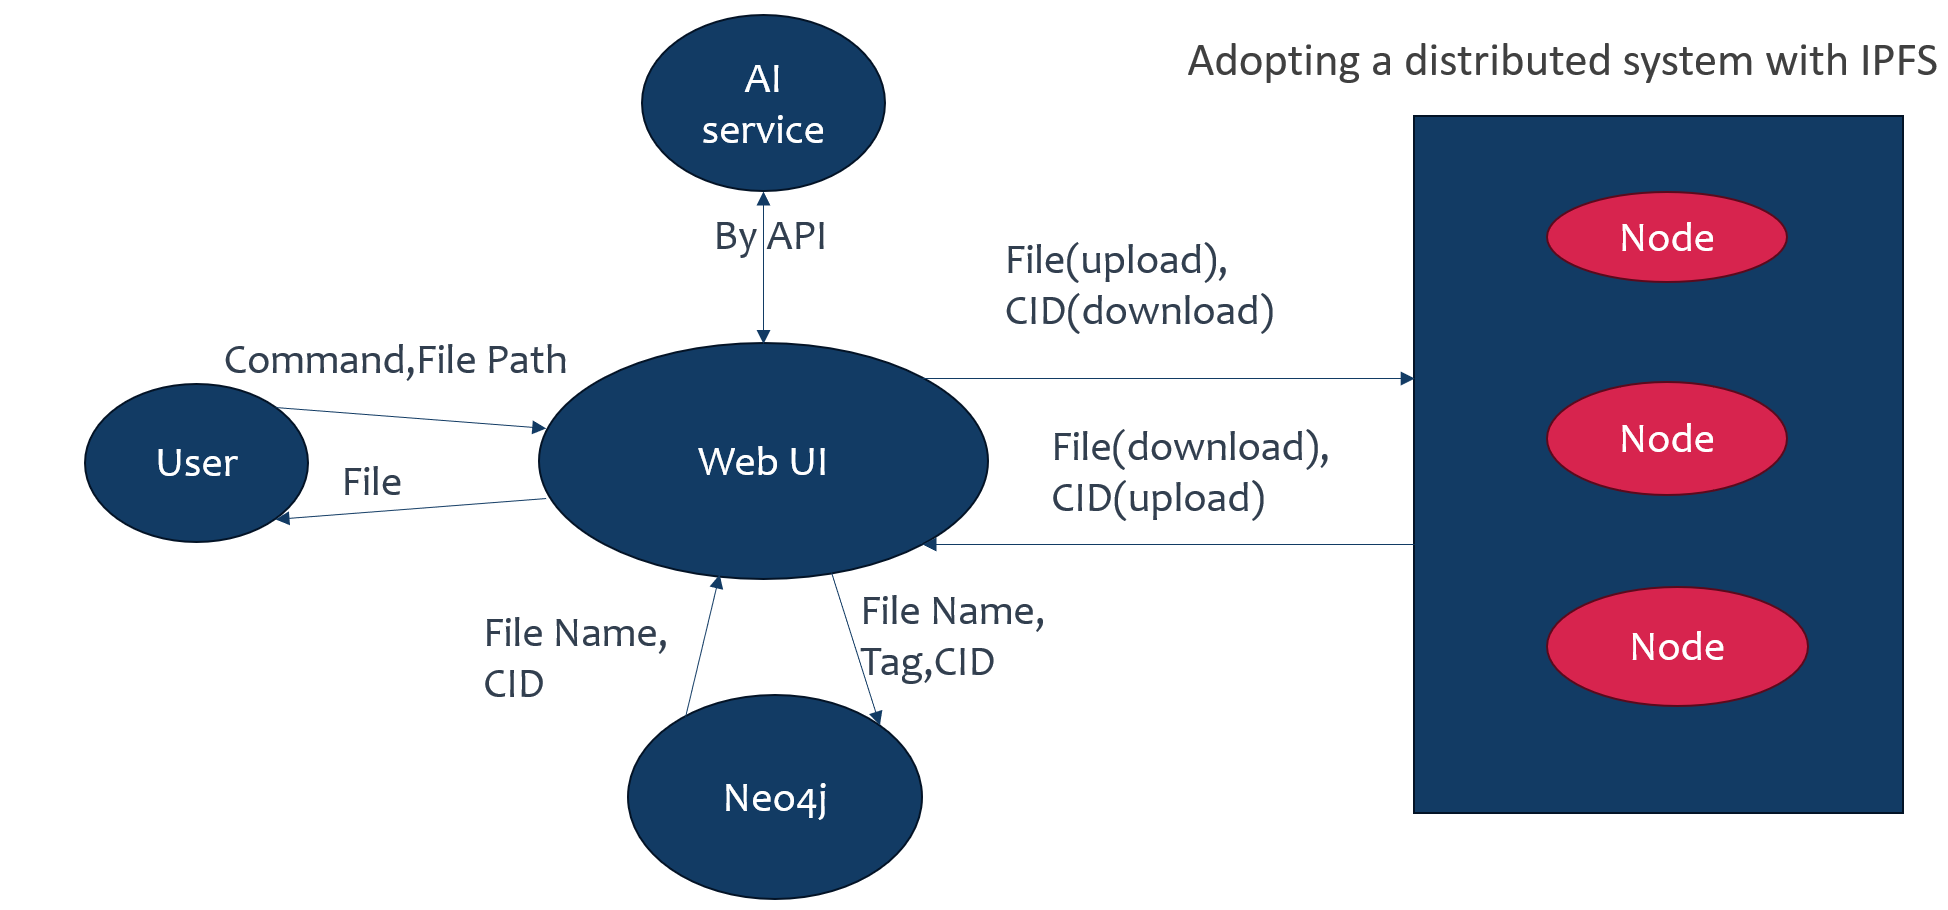 Adopting a distributed system with IPFS
AI
service
By API
File(upload),
CID(download)
Node
Command,File Path
User
Web UI
File(download),
CID(upload)
Node
File
File Name,
CID
File Name,
Tag,CID
Node
Neo4j